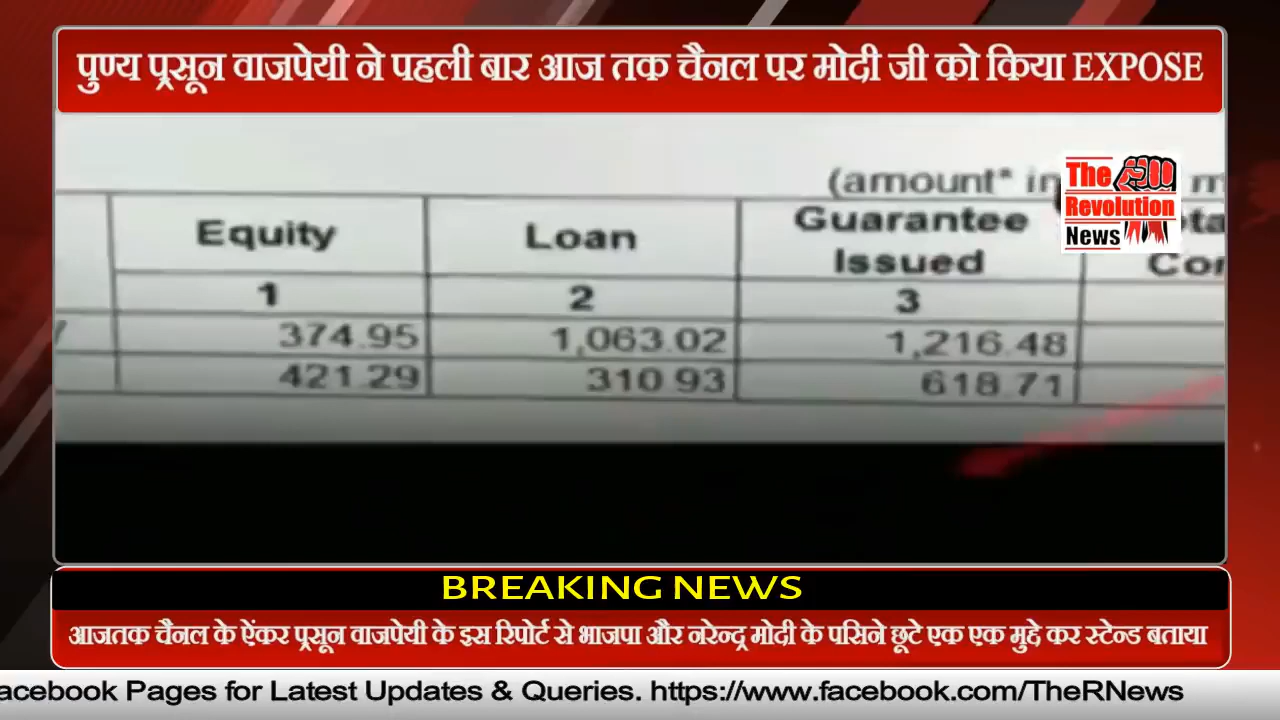 पुण्य प्रसून वाजपेयी ने पहली बार आज तक चैनल पर मोदी जी को किया EXPOSE
(amount* in
The
Revolution
News
Equity Loan Guarantee
Issued
1 2 3
374.95 1,063.02 1,216.48
421.29 310.93 618.71
BREAKING NEWS
आजतक चैनल के ऐंकर प्रसून वाजपेयी के इस रिपोर्ट से भाजपा और नरेन्द्र मोदी के पसिने छूटे एक एक मुद्दे कर स्टेन्ड बताया
acebook Pages for Latest Updates & Queries. https://www.facebook.com/TheRNews